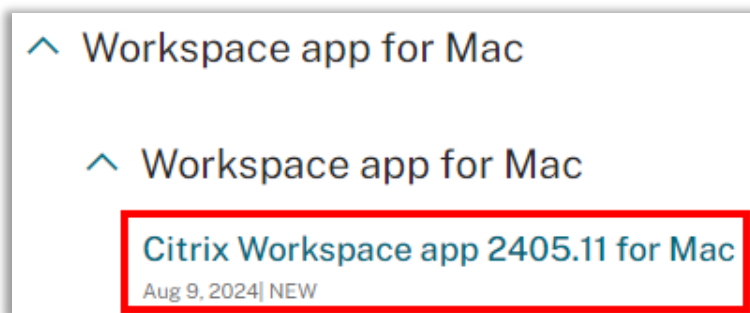 Workspace app for Mac
Workspace app for Mac
Citrix Workspace app 2405.11 for Mac
Aug 9, 2024| NEW